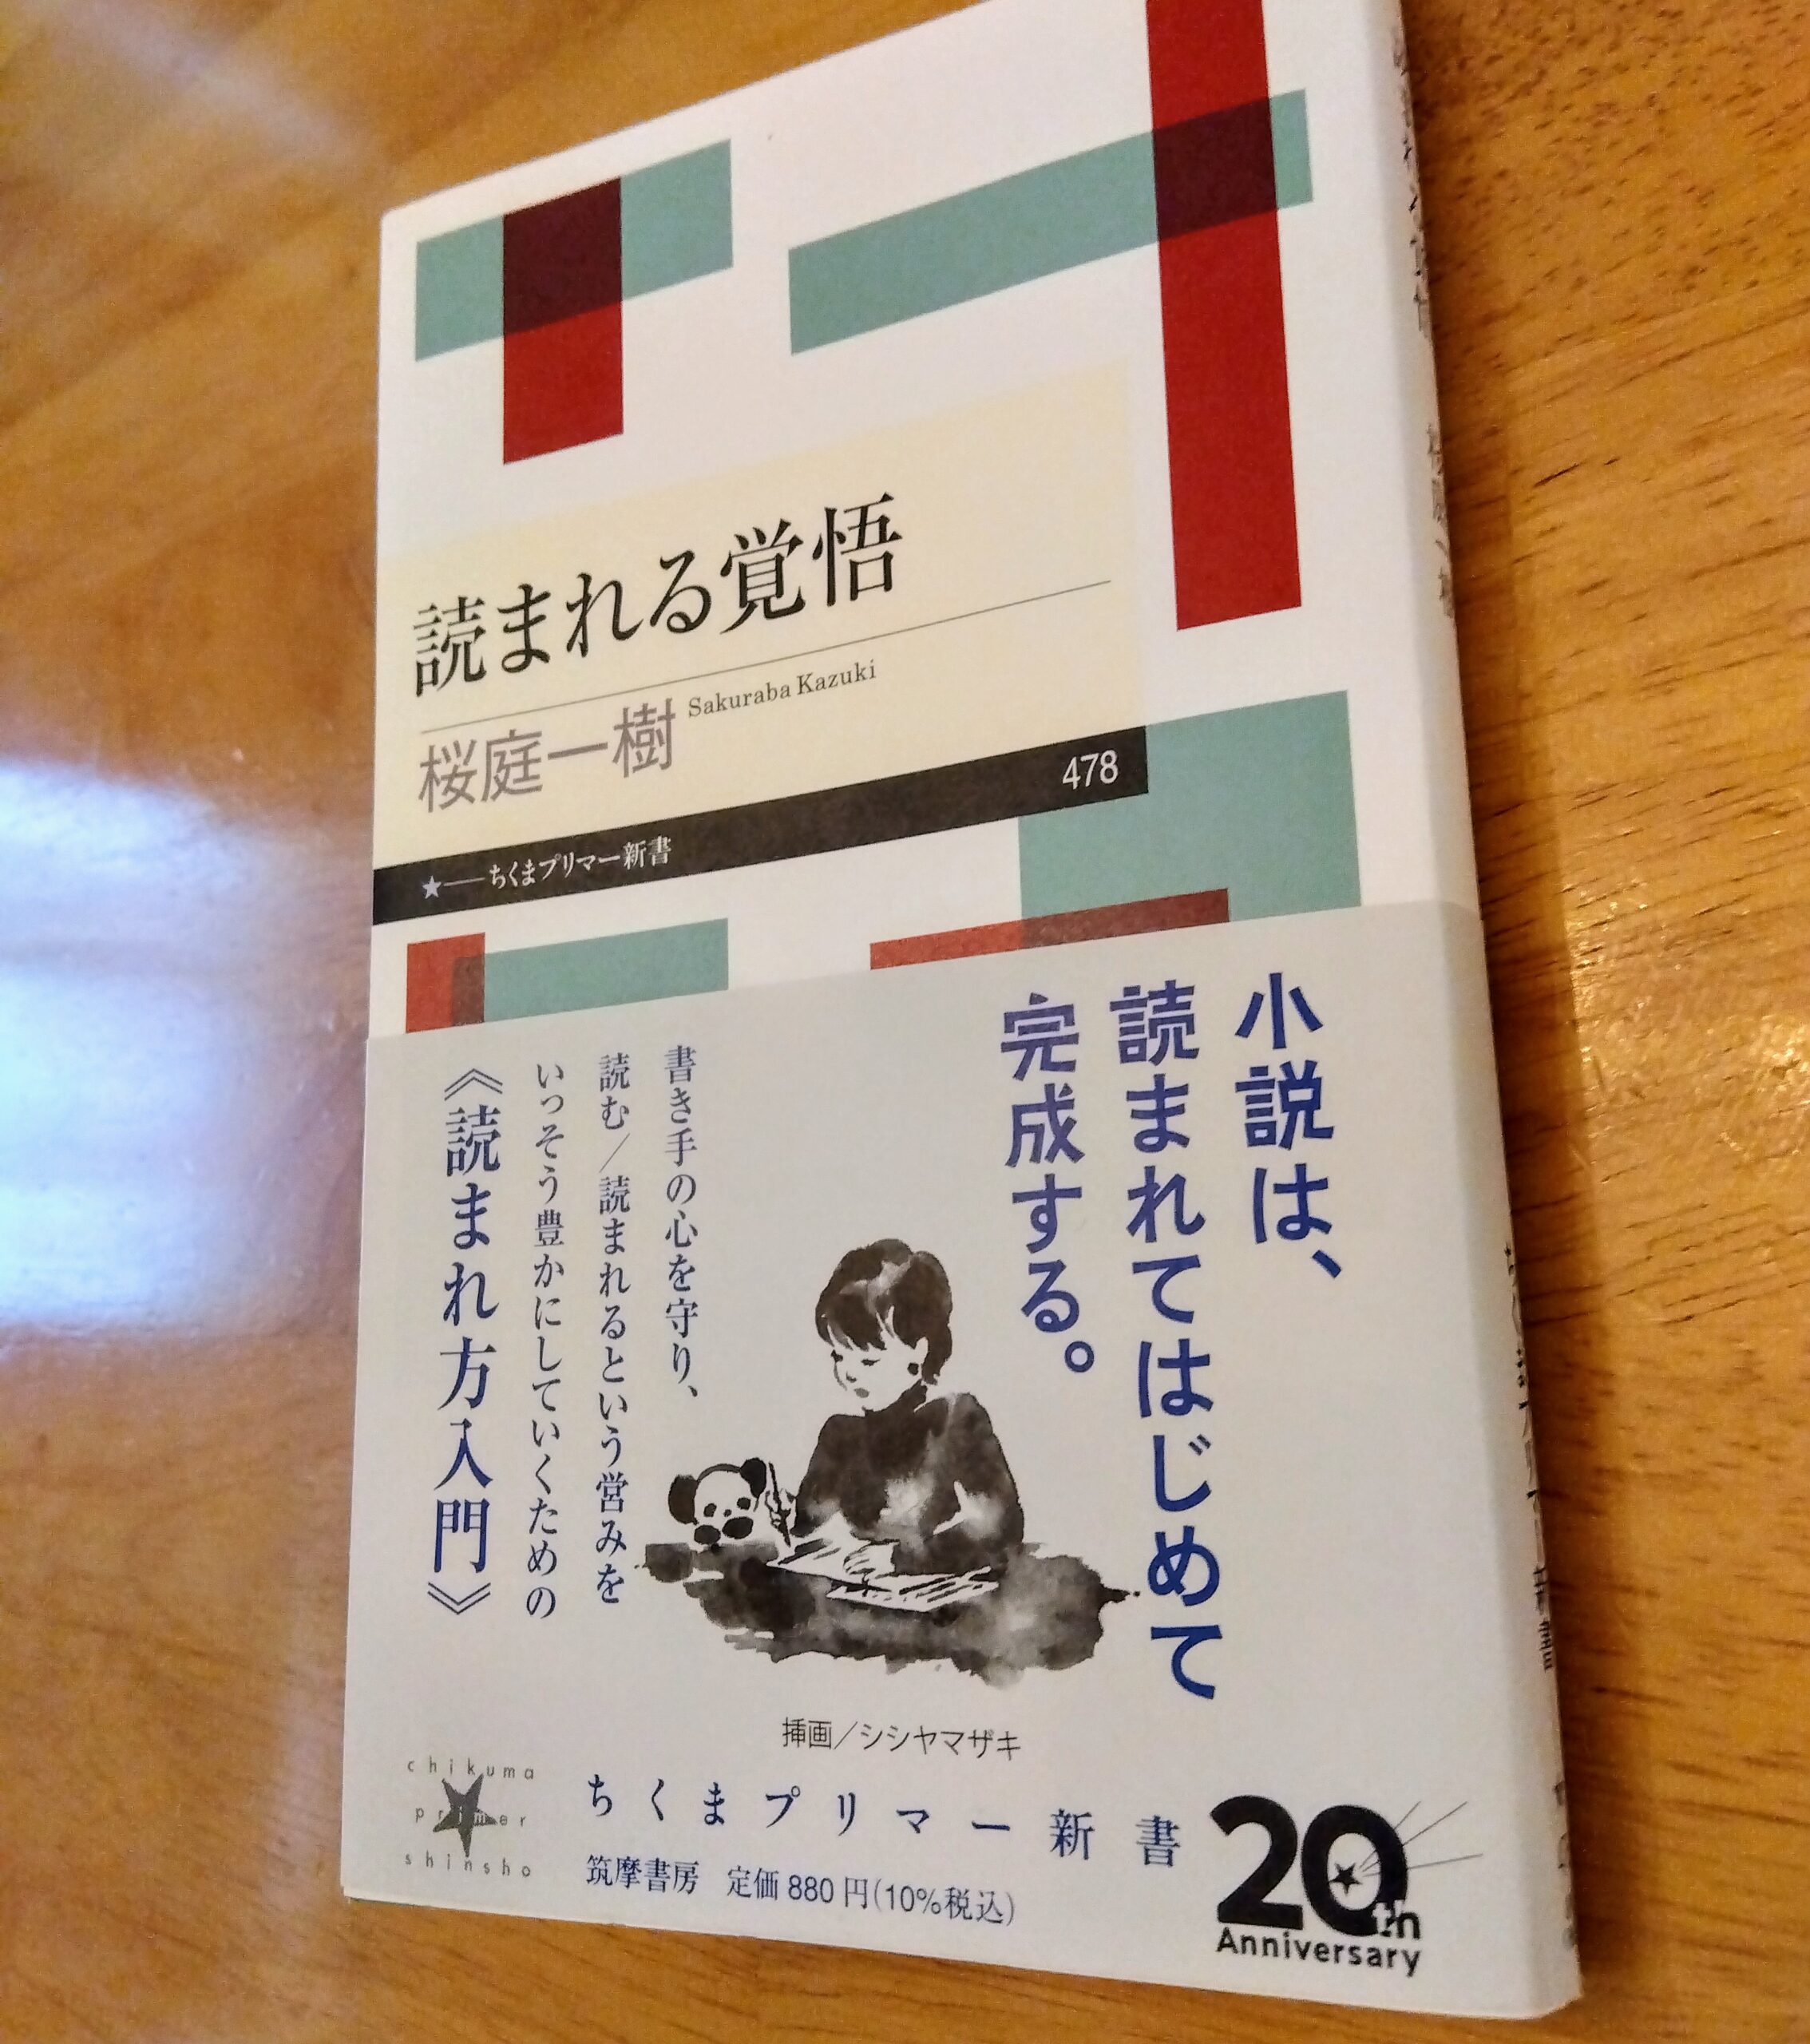 読まれる覚悟
桜庭一樹 Sakuraba Kazuki
478
★――ちくまプリマー新書
小説は、
読まれてはじめて
完成する。
書き手の心を守り、
読む／読まれるという営みを
いっそう豊かにしていくための
《読まれ方入門》
挿画／シシヤマザキ
chikuma
primer
shinsho
ちくまプリマー新書
筑摩書房 定価880円(10%税込)
20th
Anniversary